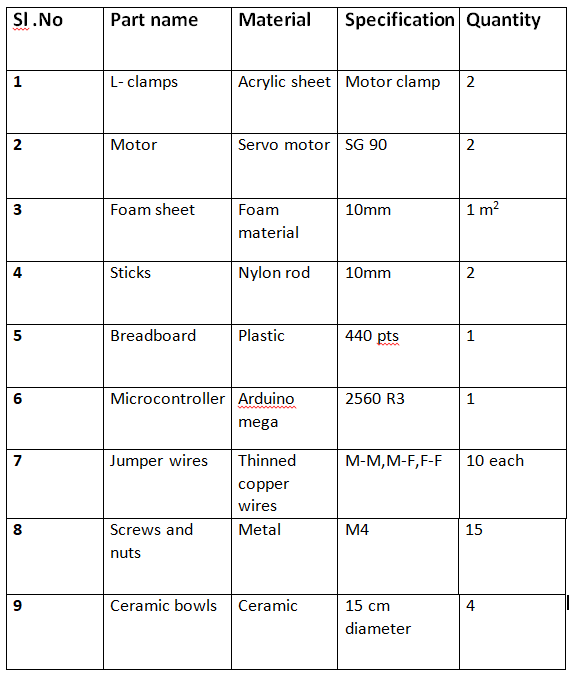 Sl .No Part name Material Specification Quantity
1 L- clamps Acrylic sheet Motor clamp 2
2 Motor Servo motor SG 90 2
3 Foam sheet Foam 10mm 1 m²
material
4 Sticks Nylon rod 10mm 2
5 Breadboard Plastic 440 pts 1
6 Microcontroller Arduino 2560 R3 1
mega
7 Jumper wires Thinned M-M,M-F,F-F 10 each
copper
wires
8 Screws and Metal M4 15
nuts
9 Ceramic bowls Ceramic 15 cm 4
diameter